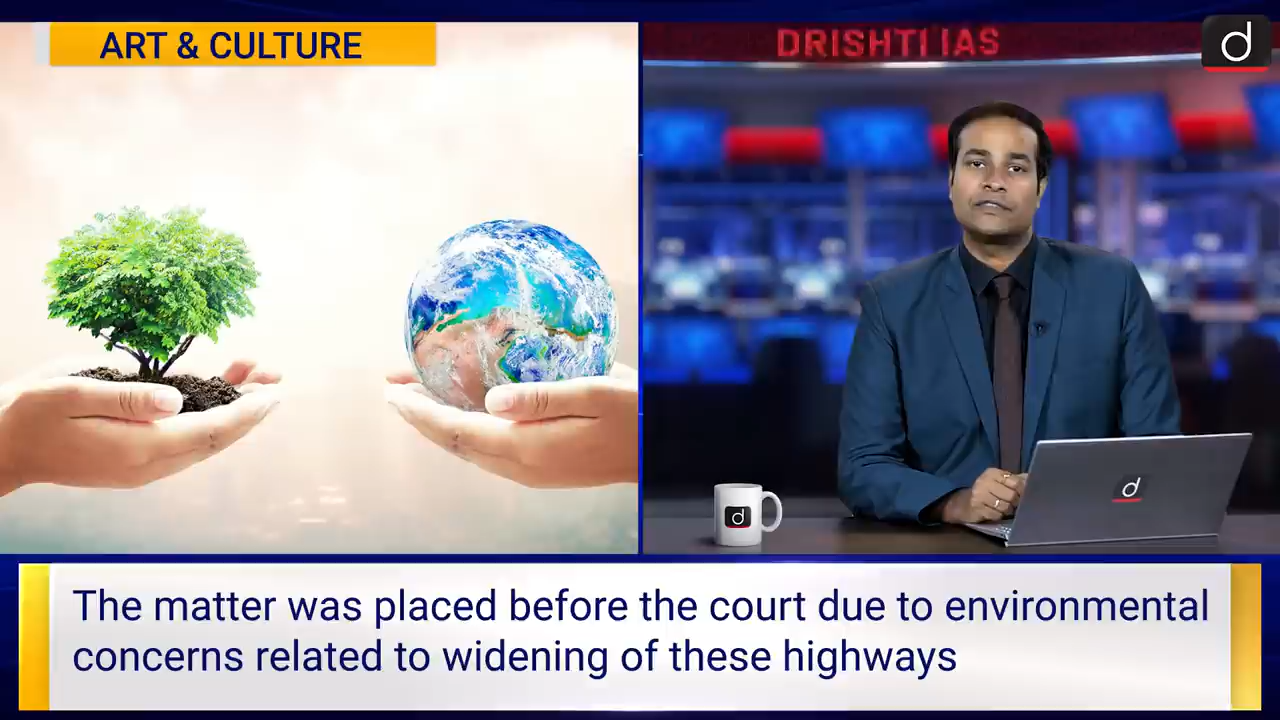 ART & CULTURE
DRISHTI IAS
d
d
d
The matter was placed before the court due to environmental
concerns related to widening of these highways